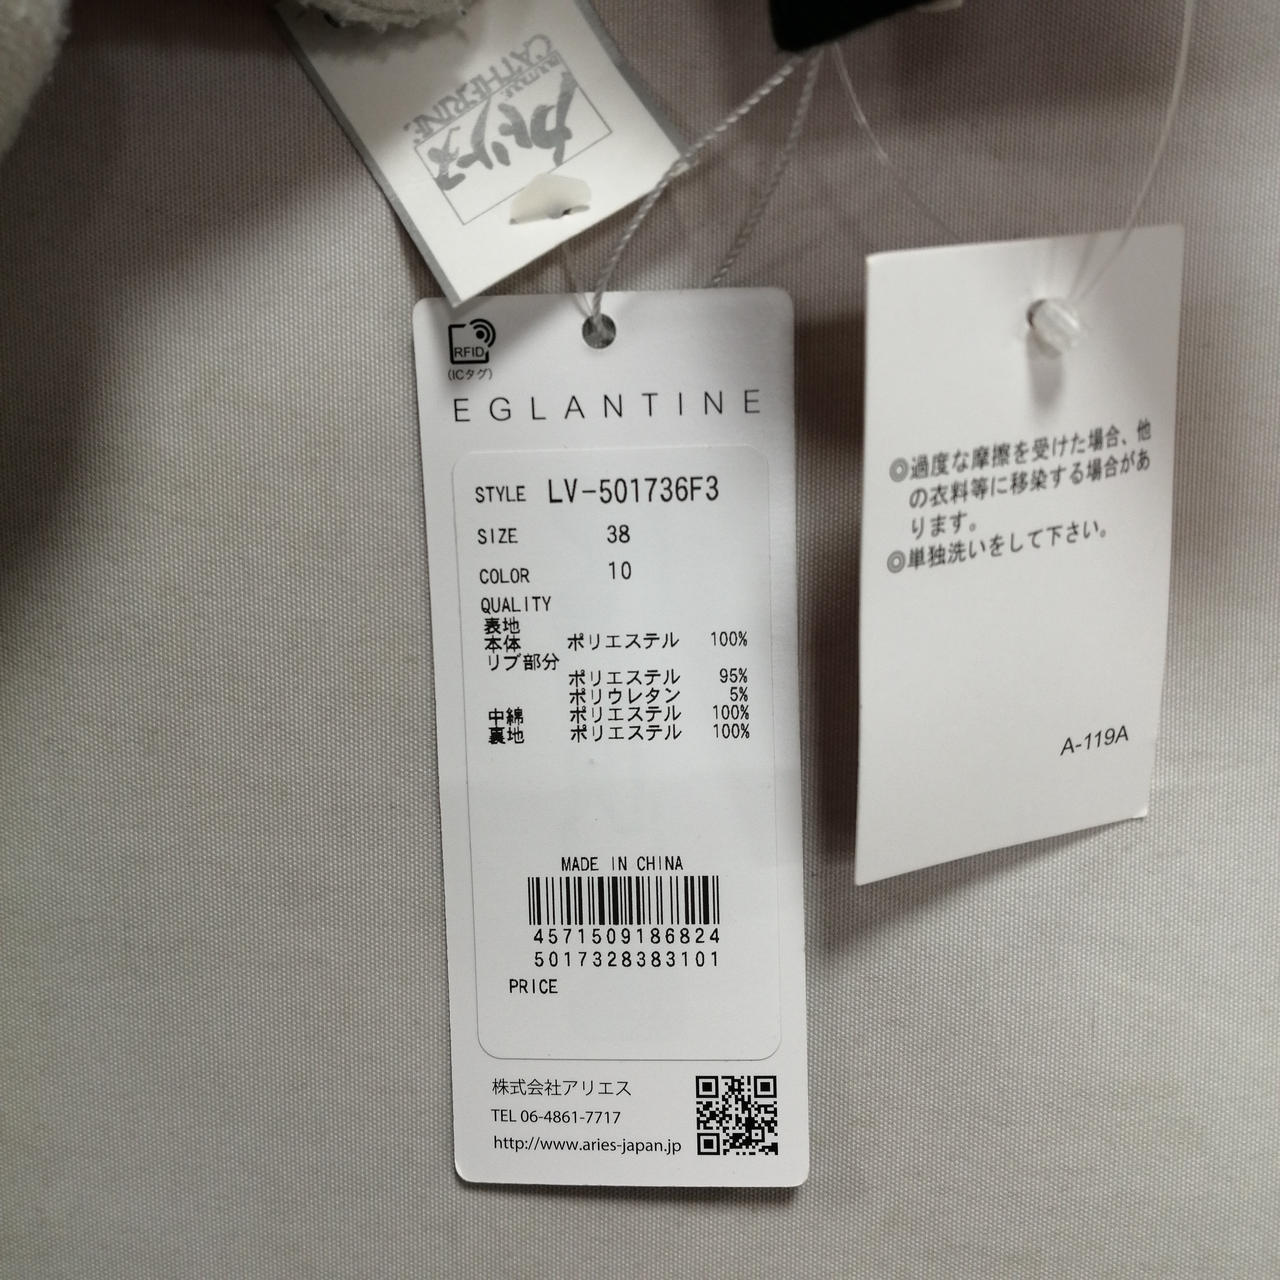 カトリーヌ
CATHERINE
RFID
(ICタグ)
EGLANTINE
STYLE LV-501736F3
SIZE 38
COLOR 10
QUALITY
表地
本体 ポリエステル 100%
リブ部分
ポリエステル 95%
ポリウレタン 5%
中綿 ポリエステル 100%
裏地 ポリエステル 100%
MADE IN CHINA
4571509186824
5017328383101
PRICE
株式会社アリエス
TEL 06-4861-7717
http://www.aries-japan.jp
◎過度な摩擦を受けた場合、他
の衣料等に移染する場合があ
ります。
◎単独洗いをして下さい。
A-119A